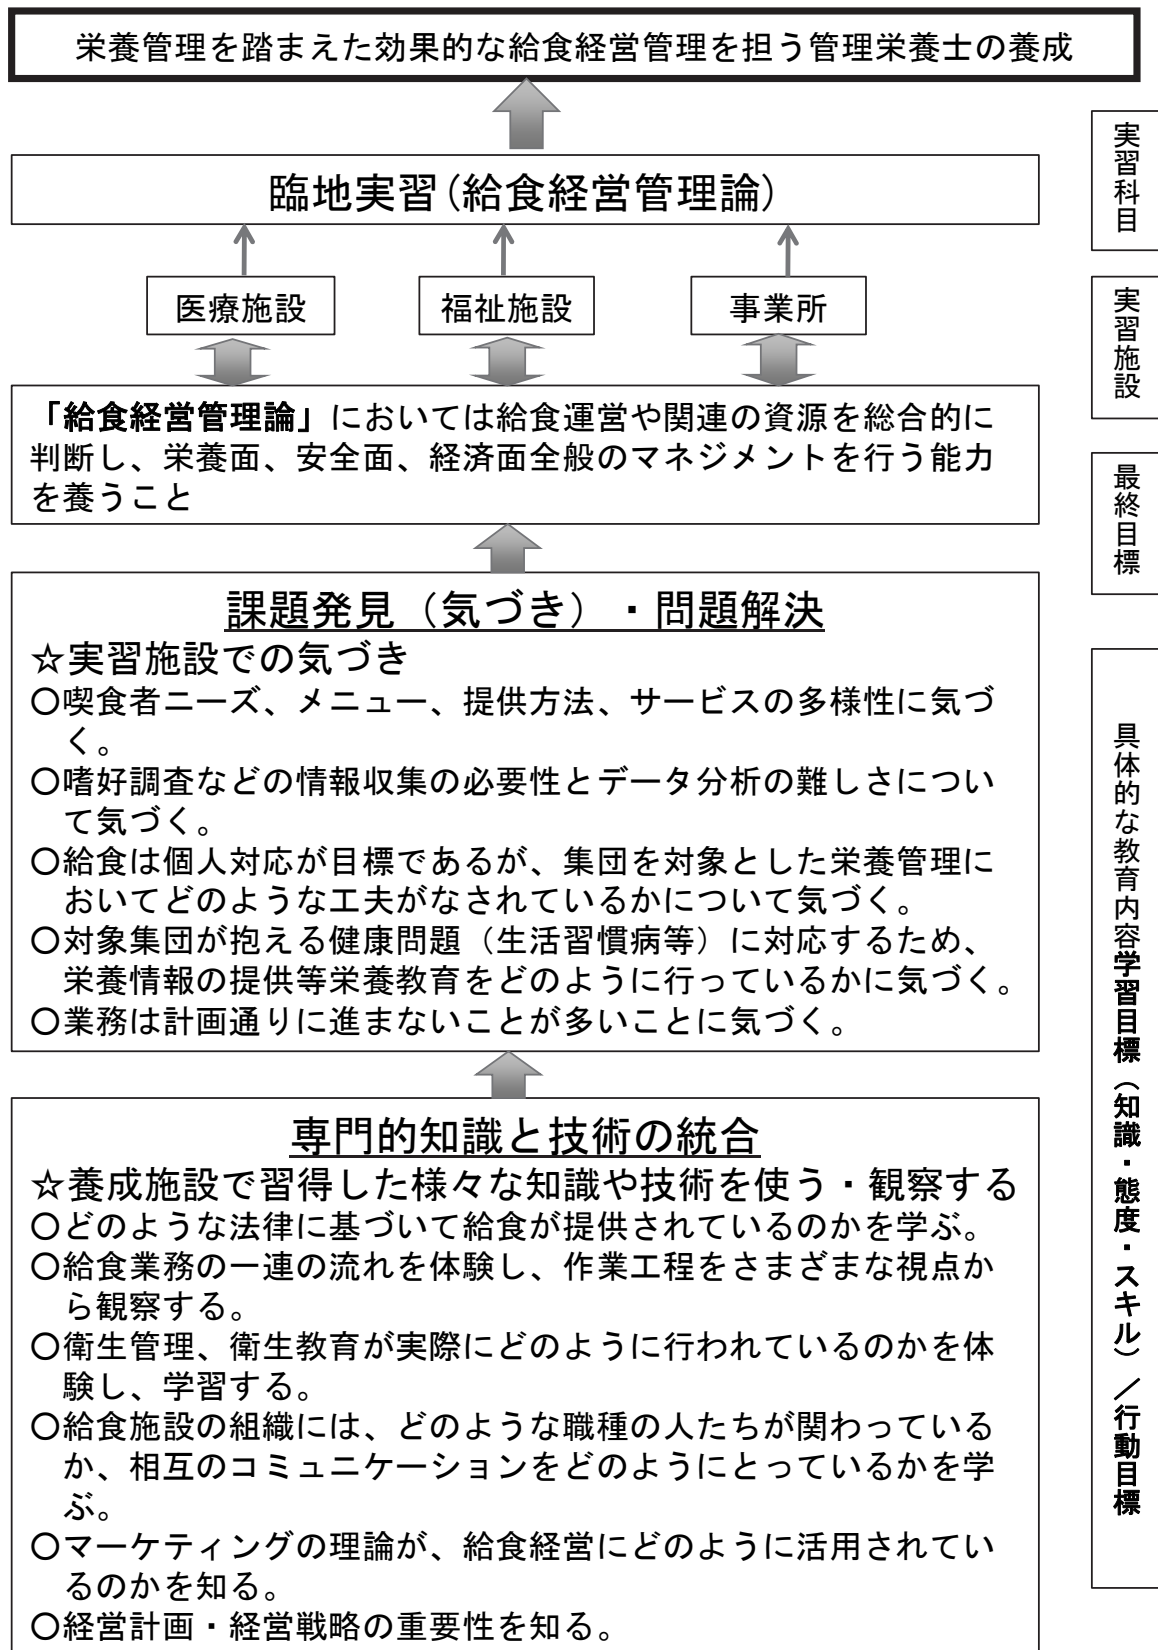 栄養管理を踏まえた効果的な給食経営管理を担う管理栄養士の養成
臨地実習(給食経営管理論)
医療施設
福祉施設
事業所
「給食経営管理論」においては給食運営や関連の資源を総合的に
判断し、栄養面、安全面、経済面全般のマネジメントを行う能力
を養うこと
課題発見（気づき）・問題解決
☆実習施設での気づき
○喫食者ニーズ、メニュー、提供方法、サービスの多様性に気づ
く。
○嗜好調査などの情報収集の必要性とデータ分析の難しさについ
て気づく。
○給食は個人対応が目標であるが、集団を対象とした栄養管理に
おいてどのような工夫がなされているかについて気づく。
○対象集団が抱える健康問題（生活習慣病等）に対応するため、
栄養情報の提供等栄養教育をどのように行っているかに気づく。
○業務は計画通りに進まないことが多いことに気づく。
専門的知識と技術の統合
☆養成施設で習得した様々な知識や技術を使う・観察する
○どのような法律に基づいて給食が提供されているのかを学ぶ。
○給食業務の一連の流れを体験し、作業工程をさまざまな視点か
ら観察する。
○衛生管理、衛生教育が実際にどのように行われているのかを体
験し、学習する。
○給食施設の組織には、どのような職種の人たちが関わっている
か、相互のコミュニケーションをどのようにとっているかを学
ぶ。
○マーケティングの理論が、給食経営にどのように活用されてい
るのかを知る。
○経営計画・経営戦略の重要性を知る。
実習科目
実習施設
最終目標
具体的な教育内容学習目標（知識・態度・スキル）／行動目標